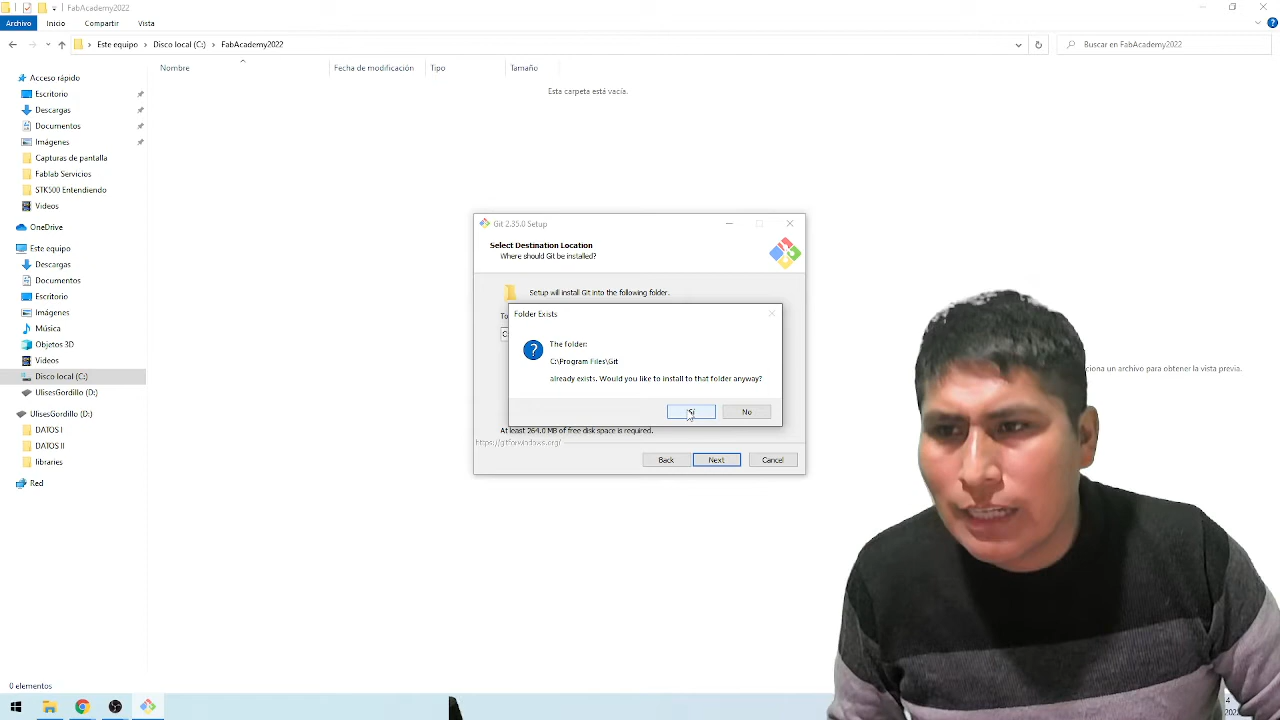 FabAcademy2022
Archivo Inicio Compartir Vista
Este equipo Disco local (C:) FabAcademy2022
Buscar en FabAcademy2022
Nombre Fecha de modificación Tipo Tamaño
Esta carpeta está vacía.
Acceso rápido
Escritorio
Descargas
Documentos
Imágenes
Capturas de pantalla
Fablab Servicios
STK500 Entendiendo
Videos
OneDrive
Este equipo
Descargas
Documentos
Escritorio
Imágenes
Música
Objetos 3D
Videos
Disco local (C:)
UlisesGordillo (D:)
UlisesGordillo (D:)
DATOS I
DATOS II
libraries
Red
Git 2.35.0 Setup
Select Destination Location
Where should Git be installed?
Setup will install Git into the following folder.
To
C
Folder Exists
The folder:
C:\Program Files\Git
already exists. Would you like to install to that folder anyway?
No
At least 264.0 MB of free disk space is required.
https://gitforwindows.org/
Back Next Cancel
ciona un archivo para obtener la vista previa.
0 elementos